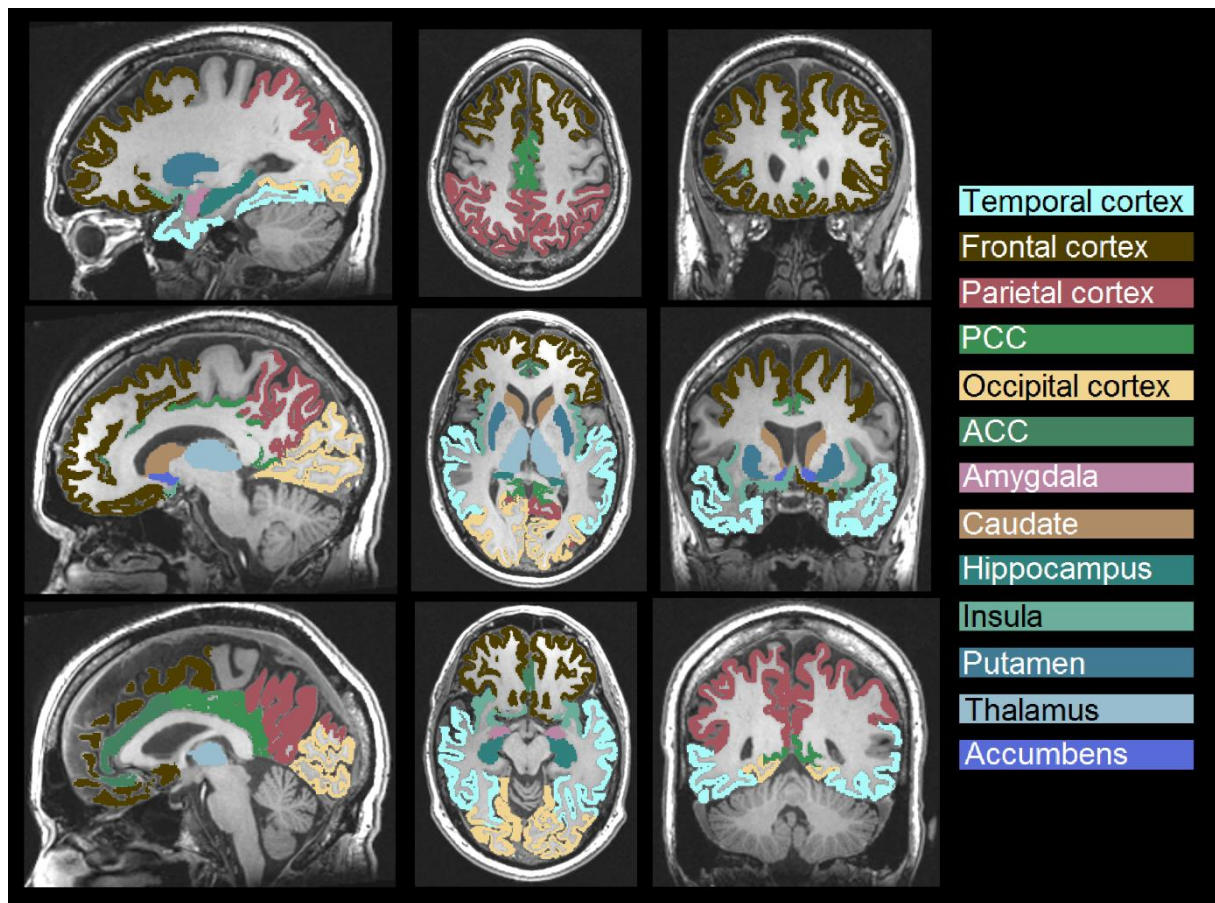 Temporal cortex
Frontal cortex
Parietal cortex
PCC
Occipital cortex
ACC
Amygdala
Caudate
Hippocampus
Insula
Putamen
Thalamus
Accumbens